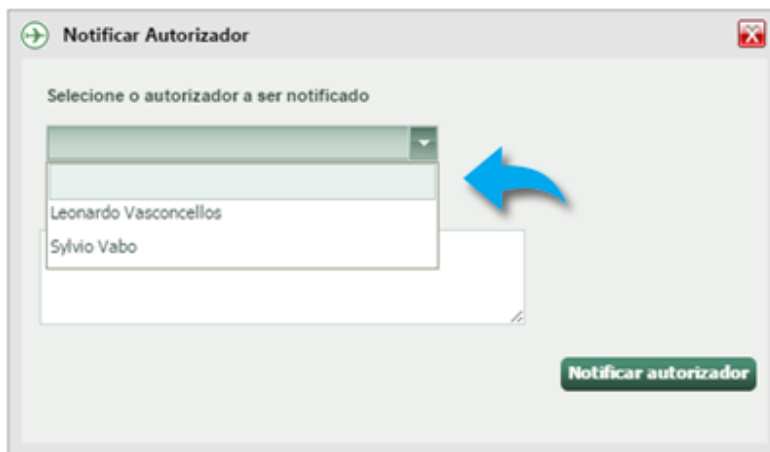 Notificar Autorizador
Selecione o autorizador a ser notificado
Leonardo Vasconcellos
Sylvio Vabo
Notificar autorizador